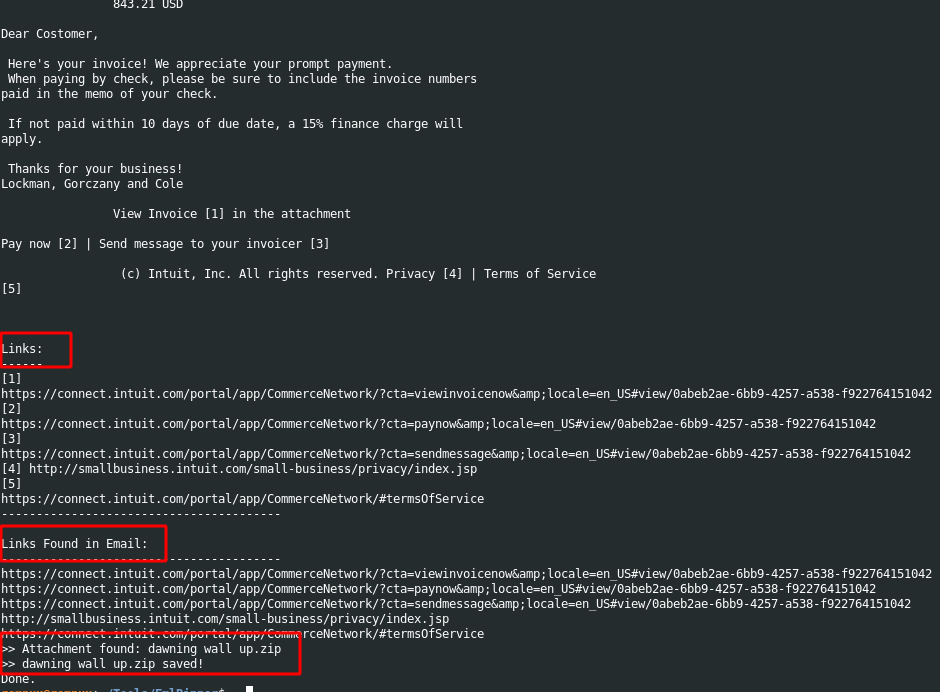 843.21 USD
Dear Costomer,
Here's your invoice! We appreciate your prompt payment.
When paying by check, please be sure to include the invoice numbers
paid in the memo of your check.
If not paid within 10 days of due date, a 15% finance charge will
apply.
Thanks for your business!
Lockman, Gorczany and Cole
View Invoice [1] in the attachment
Pay now [2] | Send message to your invoicer [3]
(c) Intuit, Inc. All rights reserved. Privacy [4] | Terms of Service
[5]
Links:
------
[1]
https://connect.intuit.com/portal/app/CommerceNetwork/?cta=viewinvoicenow&amp;locale=en_US#view/0abeb2ae-6bb9-4257-a538-f922764151042
[2]
https://connect.intuit.com/portal/app/CommerceNetwork/?cta=paynow&amp;locale=en_US#view/0abeb2ae-6bb9-4257-a538-f922764151042
[3]
https://connect.intuit.com/portal/app/CommerceNetwork/?cta=sendmessage&amp;locale=en_US#view/0abeb2ae-6bb9-4257-a538-f922764151042
[4] http://smallbusiness.intuit.com/small-business/privacy/index.jsp
[5]
https://connect.intuit.com/portal/app/CommerceNetwork/#termsOfService
----------------------------------------
Links Found in Email:
----------------------------------------
https://connect.intuit.com/portal/app/CommerceNetwork/?cta=viewinvoicenow&amp;locale=en_US#view/0abeb2ae-6bb9-4257-a538-f922764151042
https://connect.intuit.com/portal/app/CommerceNetwork/?cta=paynow&amp;locale=en_US#view/0abeb2ae-6bb9-4257-a538-f922764151042
https://connect.intuit.com/portal/app/CommerceNetwork/?cta=sendmessage&amp;locale=en_US#view/0abeb2ae-6bb9-4257-a538-f922764151042
http://smallbusiness.intuit.com/small-business/privacy/index.jsp
https://connect.intuit.com/portal/app/CommerceNetwork/#termsOfService
>> Attachment found: dawning wall up.zip
>> dawning wall up.zip saved!
Done.